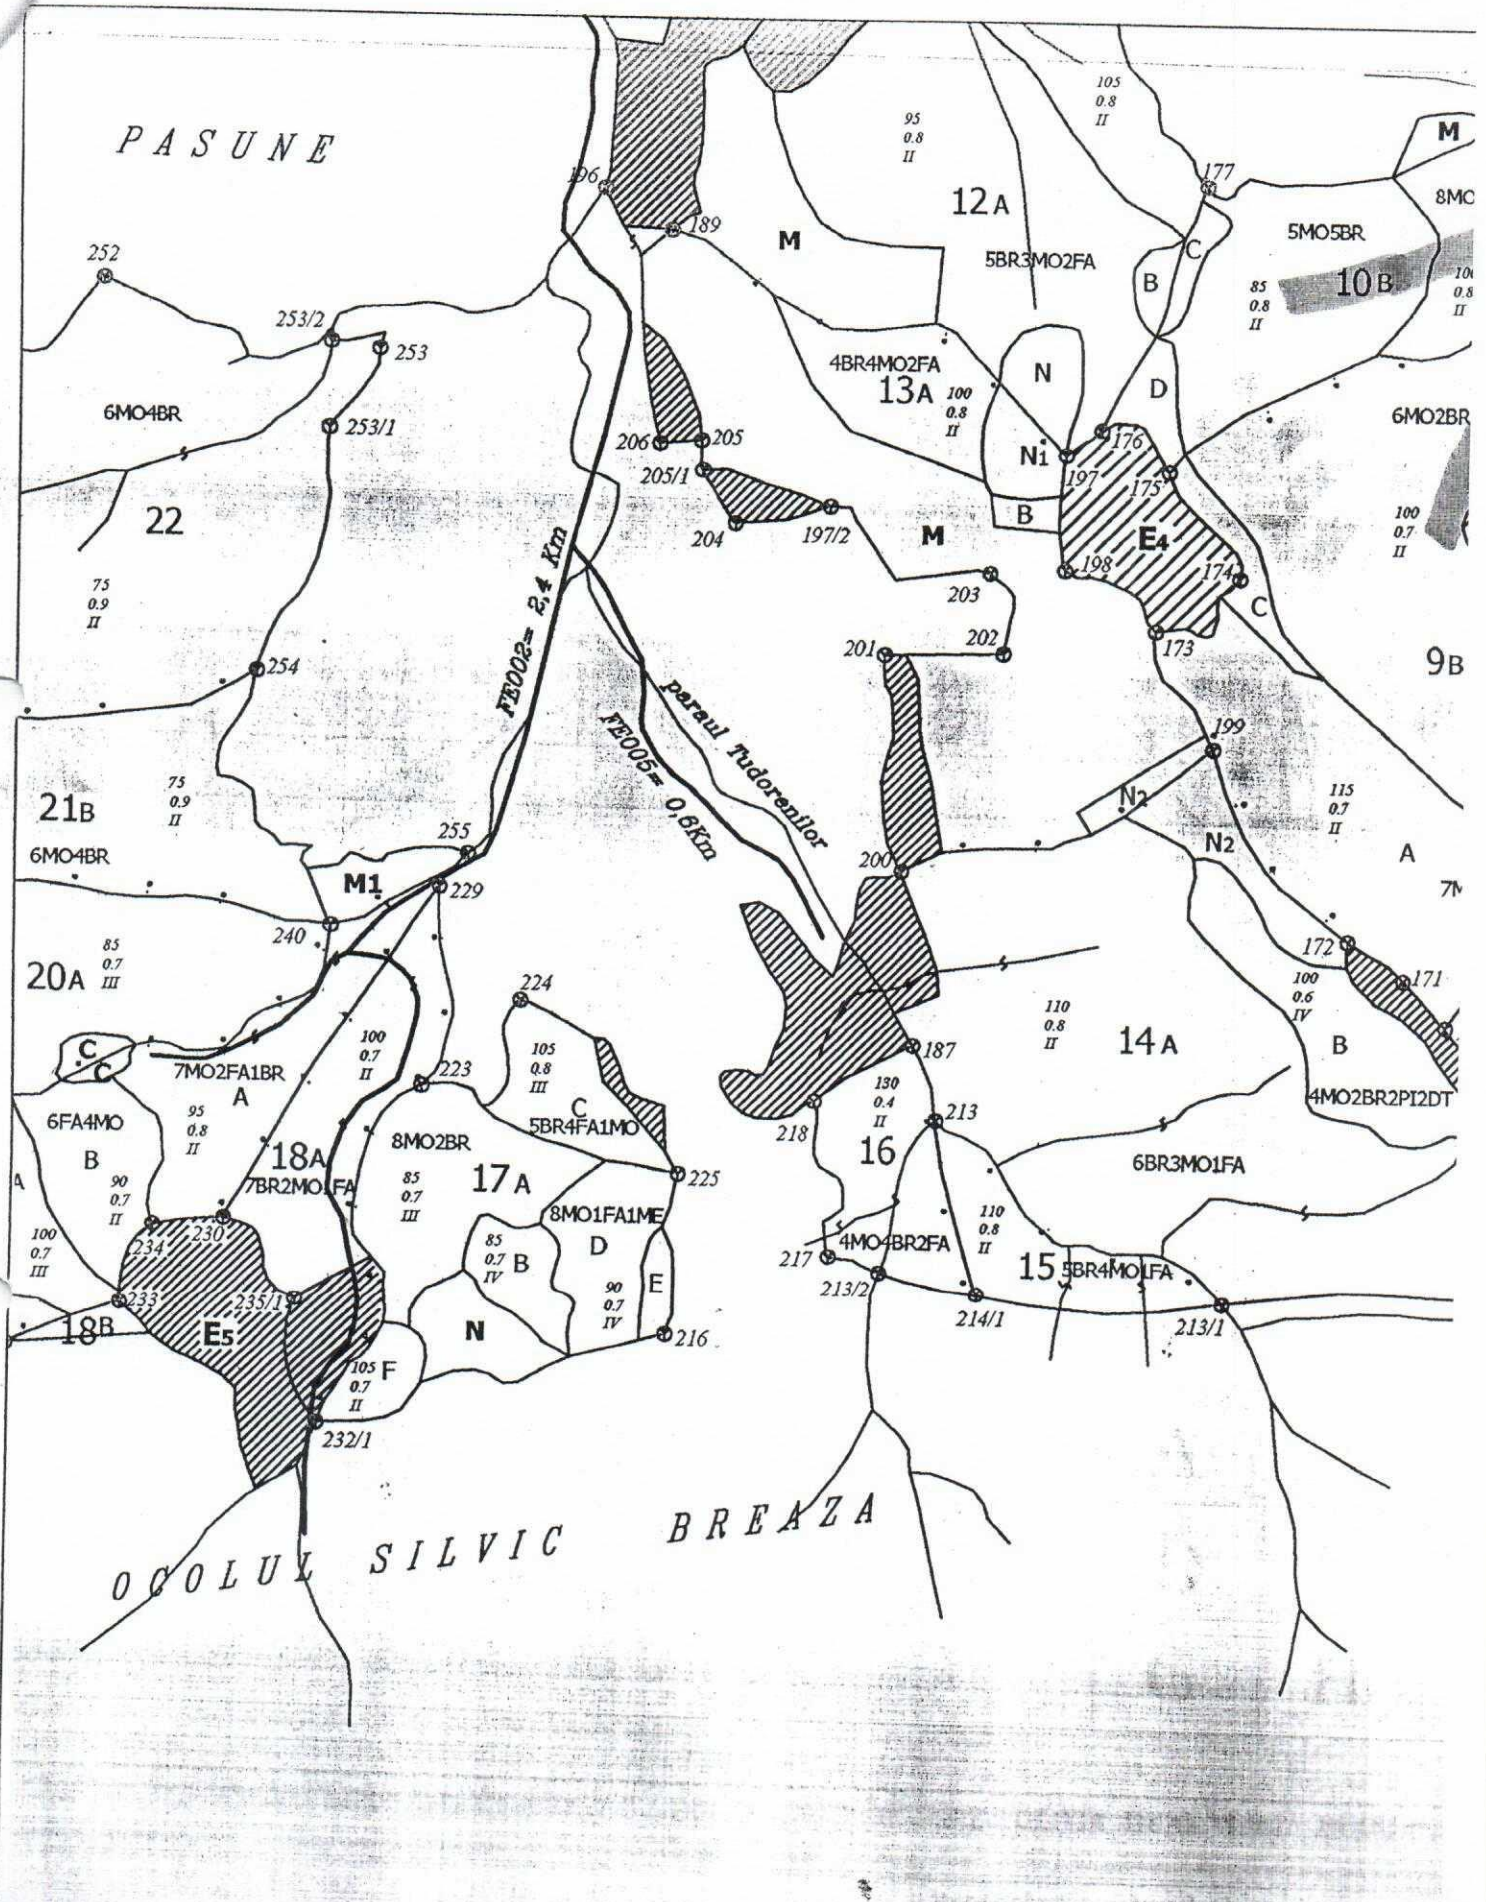 PASUNE
105
0.8
II
95
0.8
II
M
196
177
12A
8MO
189
M
5MO5BR
C
252
5BR3MO2FA
B
85
0.8
II
10B
0.8
II
253/2
253
4BR4MO2FA
N
13A
100
0.8
II
D
6MO4BR
253/1
6MO2BR
206
205
176
N1
197
205/1
175
22
B
100
0.7
II
204
197/2
M
E4
FE002= 2,4 Km
198
174
203
75
0.9
II
C
201
202
173
9B
254
paraul Tudorenilor
FE005= 0,6Km
199
75
0.9
II
N2
115
0.7
II
21B
255
N2
A
6MO4BR
200
M1
229
7M
240
172
85
0.7
III
20A
171
100
0.6
IV
224
110
0.8
II
C
100
0.7
II
105
0.8
III
187
14A
B
C
7MO2FA1BR
223
130
0.4
II
A
C
4MO2BR2PI2DT
6FA4MO
95
0.8
II
5BR4FA1MO
218
213
8MO2BR
B
18A
16
6BR3MO1FA
90
0.7
II
7BR2MO1FA
85
0.7
III
17A
225
A
8MO1FA1ME
110
0.8
II
100
0.7
III
234
230
85
0.7
IV
B
D
4MO4BR2FA
217
15
5BR4MO1FA
E
213/2
90
0.7
IV
233
235/1
214/1
213/1
18B
E5
N
216
105
0.7
II
F
232/1
OCOLUL SILVIC BREAZA